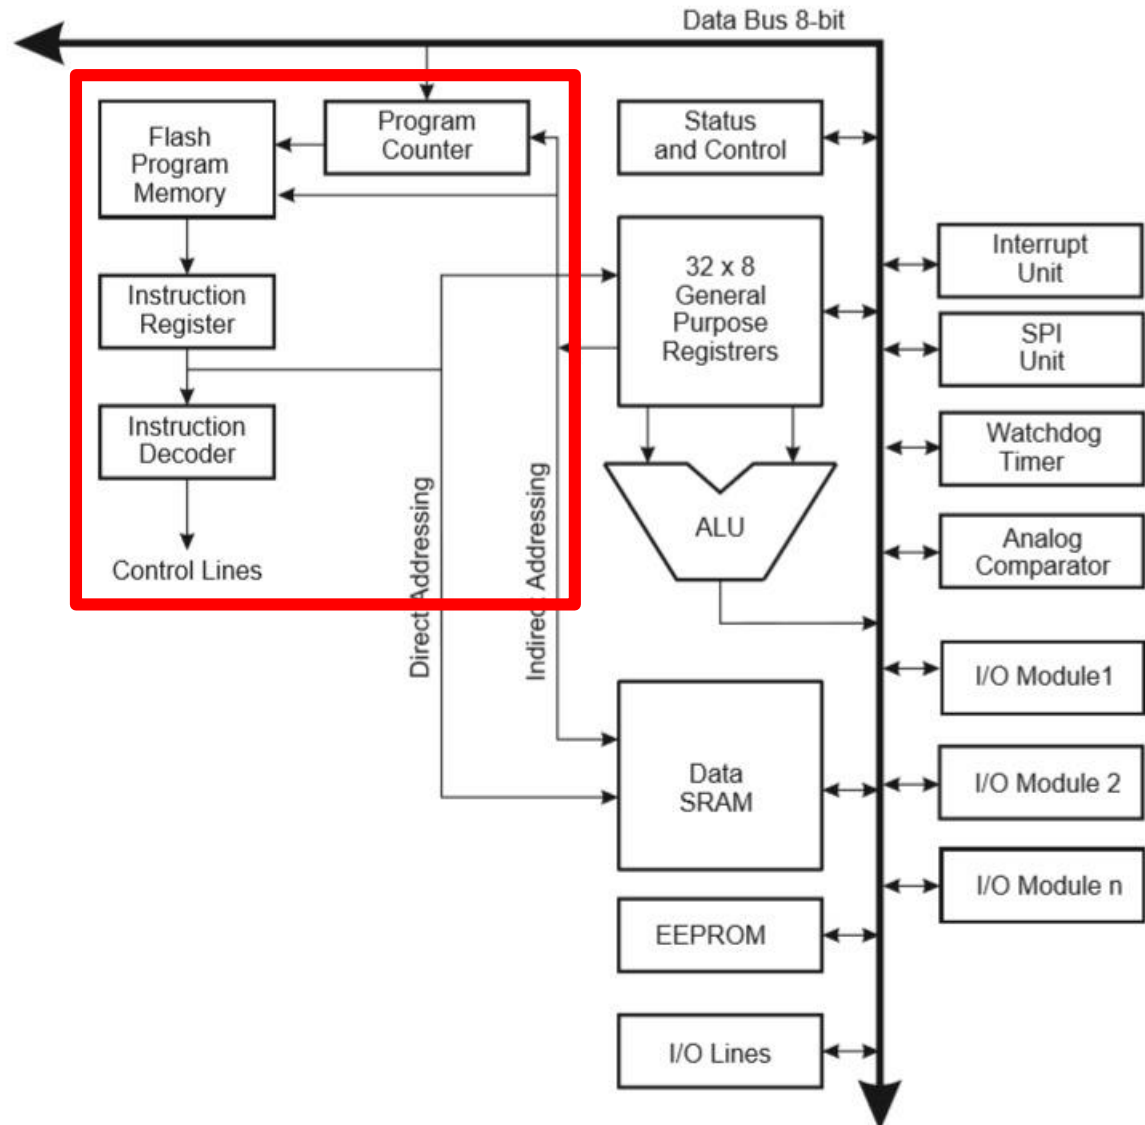 Data Bus 8-bit
Flash
Program
Memory
Program
Counter
Status
and Control
Instruction
Register
32 x 8
General
Purpose
Registrers
Interrupt
Unit
SPI
Unit
Instruction
Decoder
Watchdog
Timer
Control Lines
Direct Addressing
Indirect Addressing
ALU
Analog
Comparator
I/O Module1
Data
SRAM
I/O Module 2
I/O Module n
EEPROM
I/O Lines